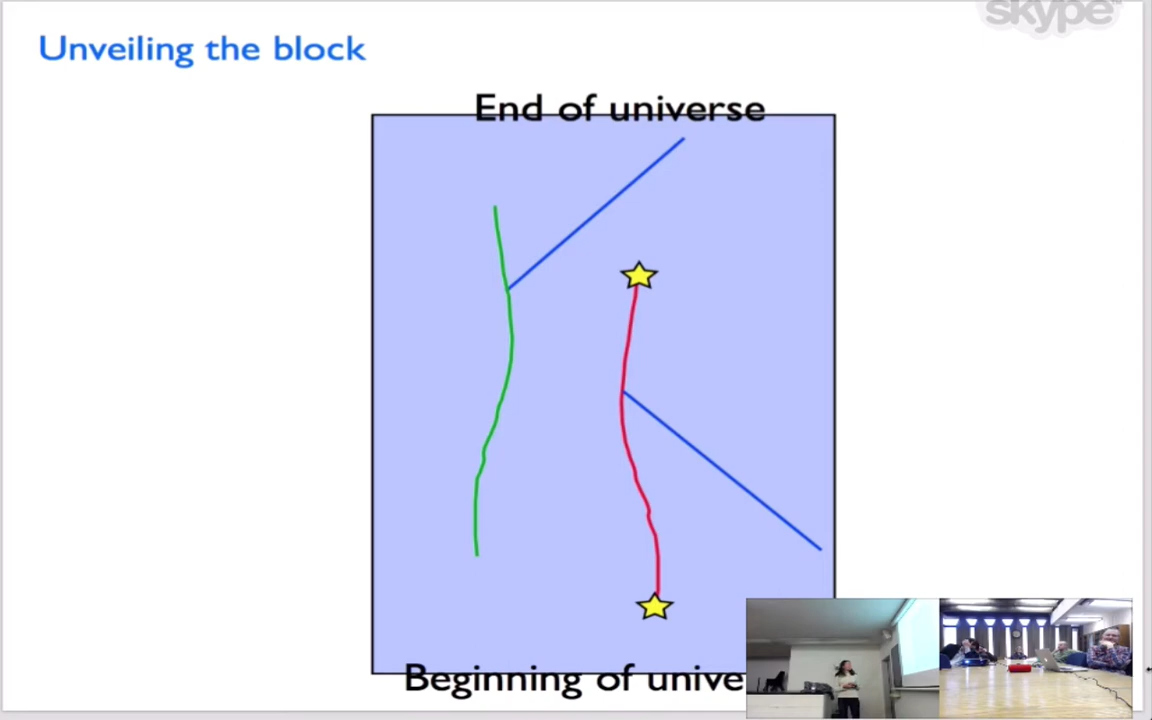 skype
Unveiling the block
End of universe
Beginning of unive